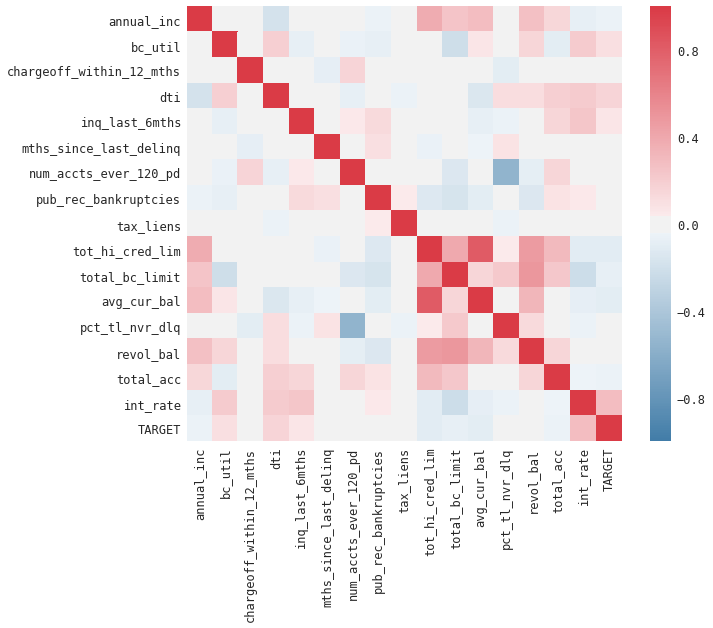 annual_inc
bc_util
chargeoff_within_12_mths
dti
inq_last_6mths
mths_since_last_delinq
num_accts_ever_120_pd
pub_rec_bankruptcies
tax_liens
tot_hi_cred_lim
total_bc_limit
avg_cur_bal
pct_tl_nvr_dlq
revol_bal
total_acc
int_rate
TARGET
annual_inc
bc_util
chargeoff_within_12_mths
dti
inq_last_6mths
mths_since_last_delinq
num_accts_ever_120_pd
pub_rec_bankruptcies
tax_liens
tot_hi_cred_lim
total_bc_limit
avg_cur_bal
pct_tl_nvr_dlq
revol_bal
total_acc
int_rate
TARGET
0.8
0.4
0.0
−0.4
−0.8